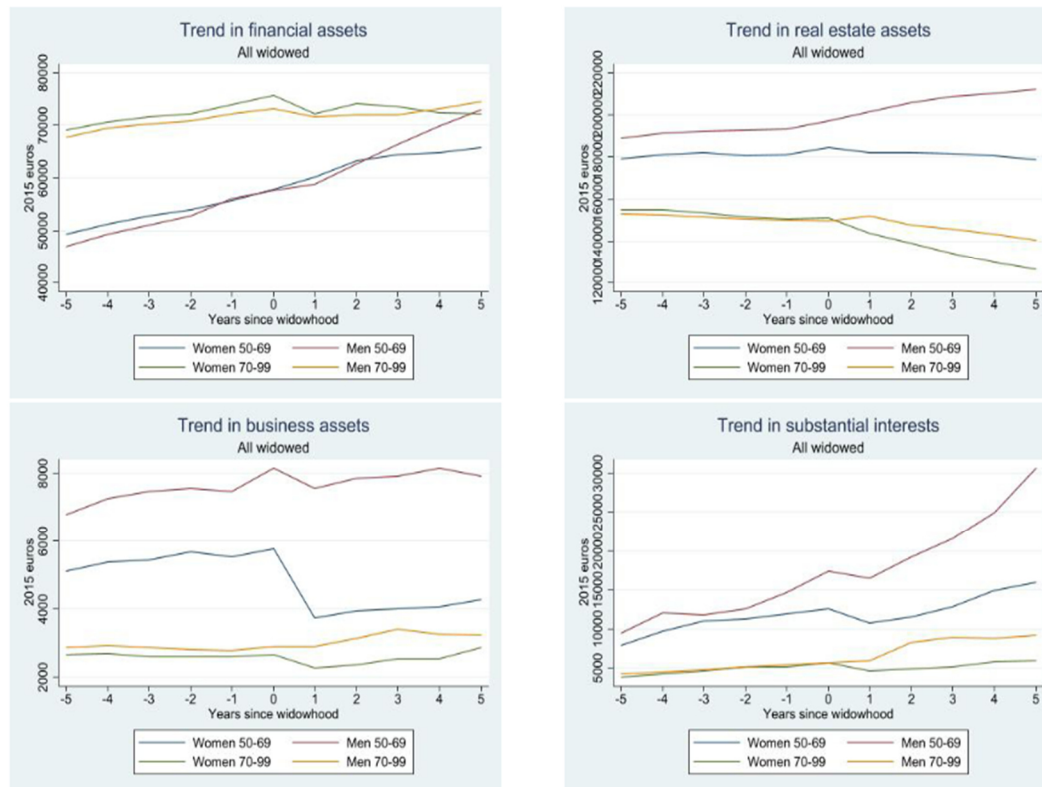 Trend in financial assets
All widowed
2015 euros
80000
70000
60000
50000
40000
-5 -4 -3 -2 -1 0 1 2 3 4 5
Years since widowhood
Women 50-69 Men 50-69
Women 70-99 Men 70-99
Trend in real estate assets
All widowed
2015 euros
220000
200000
180000
160000
140000
120000
-5 -4 -3 -2 -1 0 1 2 3 4 5
Years since widowhood
Women 50-69 Men 50-69
Women 70-99 Men 70-99
Trend in business assets
All widowed
2015 euros
8000
6000
4000
2000
-5 -4 -3 -2 -1 0 1 2 3 4 5
Years since widowhood
Women 50-69 Men 50-69
Women 70-99 Men 70-99
Trend in substantial interests
All widowed
2015 euros
30000
25000
20000
15000
10000
5000
-5 -4 -3 -2 -1 0 1 2 3 4 5
Years since widowhood
Women 50-69 Men 50-69
Women 70-99 Men 70-99